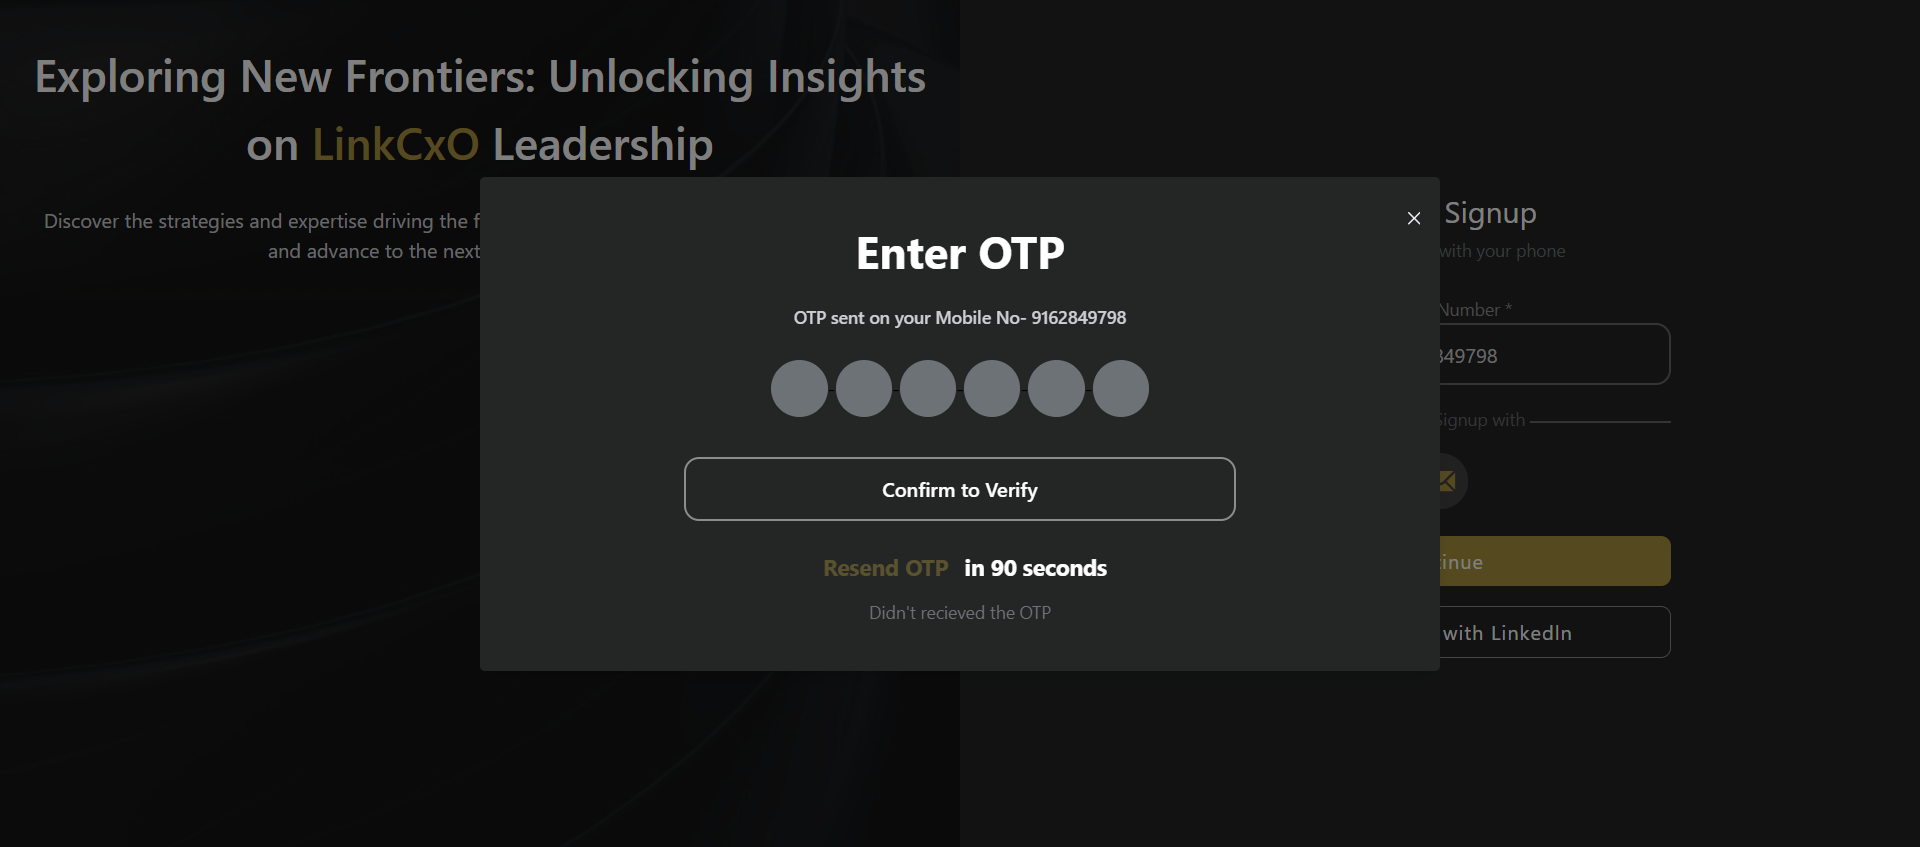 Exploring New Frontiers: Unlocking Insights
on LinkCxO Leadership
Discover the strategies and expertise driving the
and advance to the next
Enter OTP
OTP sent on your Mobile No- 9162849798
Confirm to Verify
Resend OTP in 90 seconds
Didn't recieved the OTP
Signup
with your phone
Number *
849798
Signup with
with LinkedIn